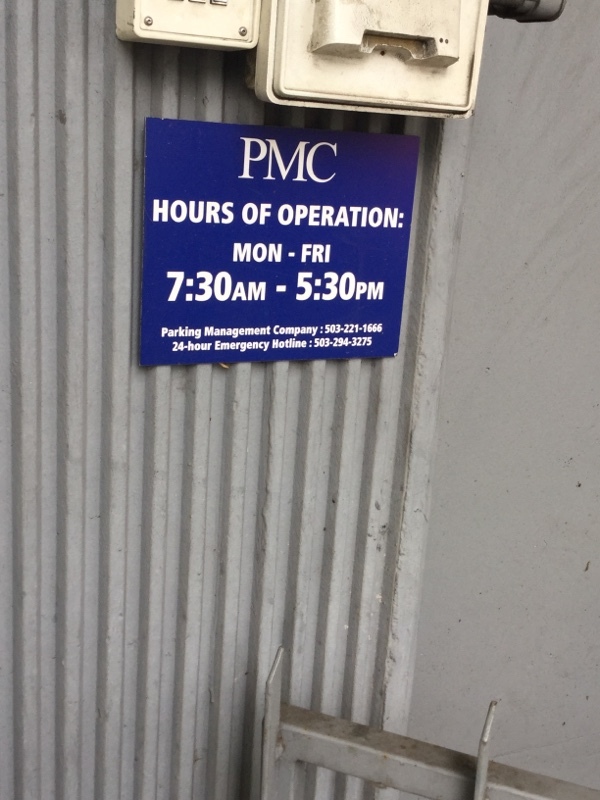 PMC
HOURS OF OPERATION:
MON - FRI
7:30AM - 5:30PM
Parking Management Company : 503-221-1666
24-hour Emergency Hotline : 503-294-3275